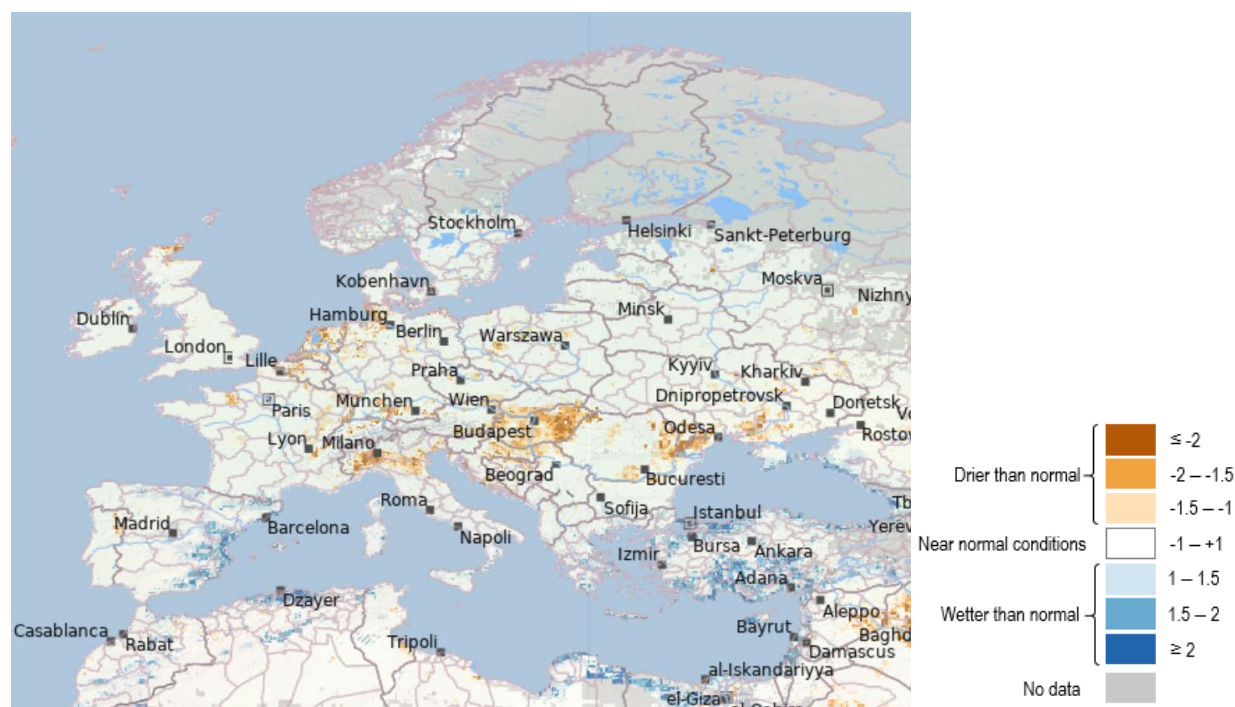 Stockholm
Helsinki
Sankt-Peterburg
Moskva
Nizhny
Kobenhavn
Hamburg
Berlin
Minsk
Dublin
Warszawa
London
Lille
Praha
Kyyiv
Kharkiv
Paris
Munchen
Wien
Dnipropetrovsk
Donetsk
Lyon
Milano
Budapest
Odesa
Rostov
Beograd
Bucuresti
Roma
Sofija
Madrid
Barcelona
Napoli
Istanbul
Tb
Yerev
Izmir
Bursa
Ankara
Dzayer
Adana
Aleppo
Casablanca
Rabat
Tripoli
Bayrut
Baghd
Damascus
al-Iskandariyya
el-Giza
Drier than normal
≤ -2
-2 – -1.5
-1.5 – -1
Near normal conditions
-1 – +1
Wetter than normal
1 – 1.5
1.5 – 2
≥ 2
No data